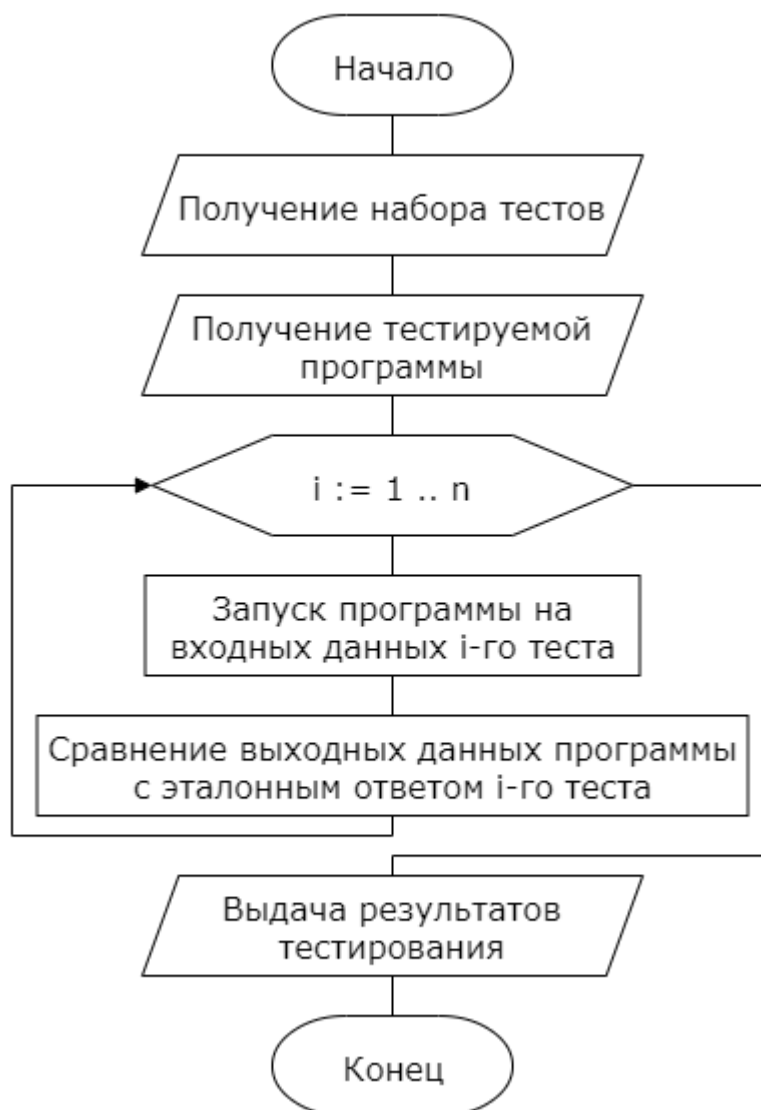 Начало
Получение набора тестов
Получение тестируемой
программы
i := 1 .. n
Запуск программы на
входных данных i-го теста
Сравнение выходных данных программы
с эталонным ответом i-го теста
Выдача результатов
тестирования
Конец